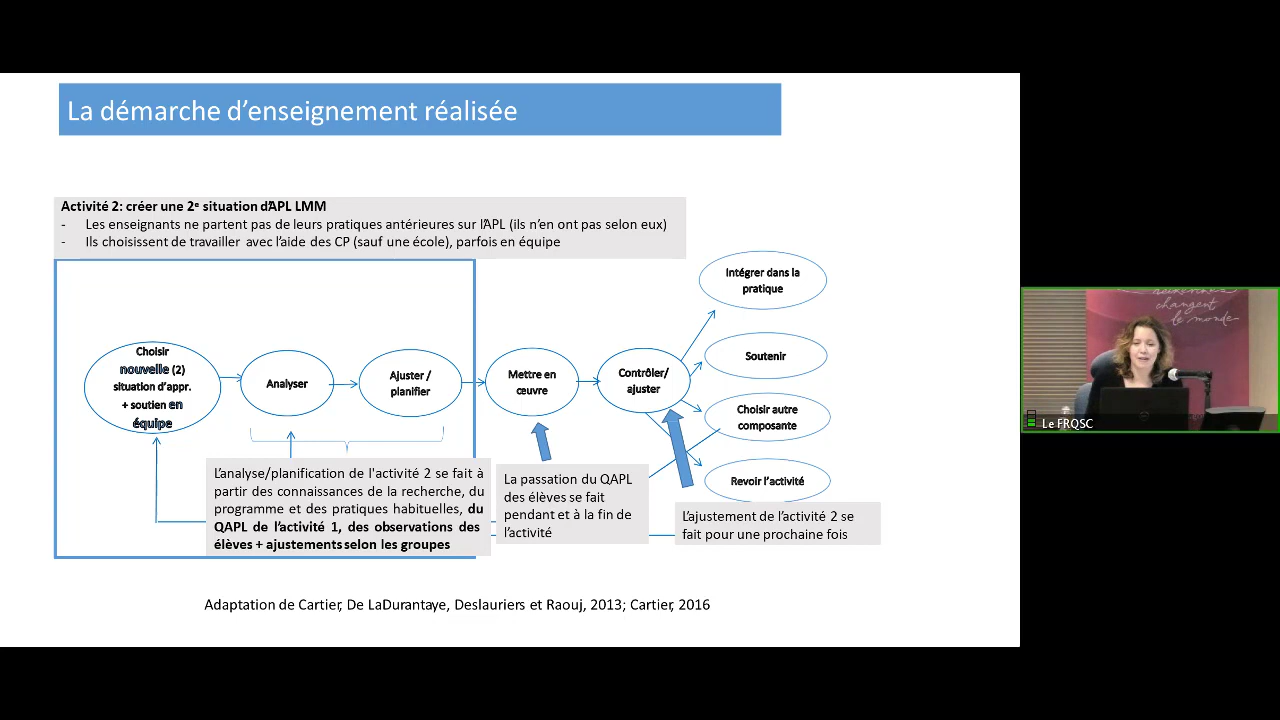 La démarche d'enseignement réalisée
Activité 2: créer une 2e situation d'APL LMM
- Les enseignants ne partent pas de leurs pratiques antérieures sur l'APL (ils n'en ont pas selon eux)
- Ils choisissent de travailler avec l'aide des CP (sauf une école), parfois en équipe
Choisir
nouvelle (2)
situation d'appr.
+ soutien en
équipe
Analyser
Ajuster /
planifier
Mettre en
œuvre
Contrôler/
ajuster
Intégrer dans la
pratique
Soutenir
Choisir autre
composante
Revoir l'activité
L'analyse/planification de l'activité 2 se fait à
partir des connaissances de la recherche, du
programme et des pratiques habituelles, du
QAPL de l'activité 1, des observations des
élèves + ajustements selon les groupes
La passation du QAPL
des élèves se fait
pendant et à la fin de
l'activité
L'ajustement de l'activité 2 se
fait pour une prochaine fois
Adaptation de Cartier, De LaDurantaye, Deslauriers et Raouj, 2013; Cartier, 2016
changent
le monde
Le FRQSC